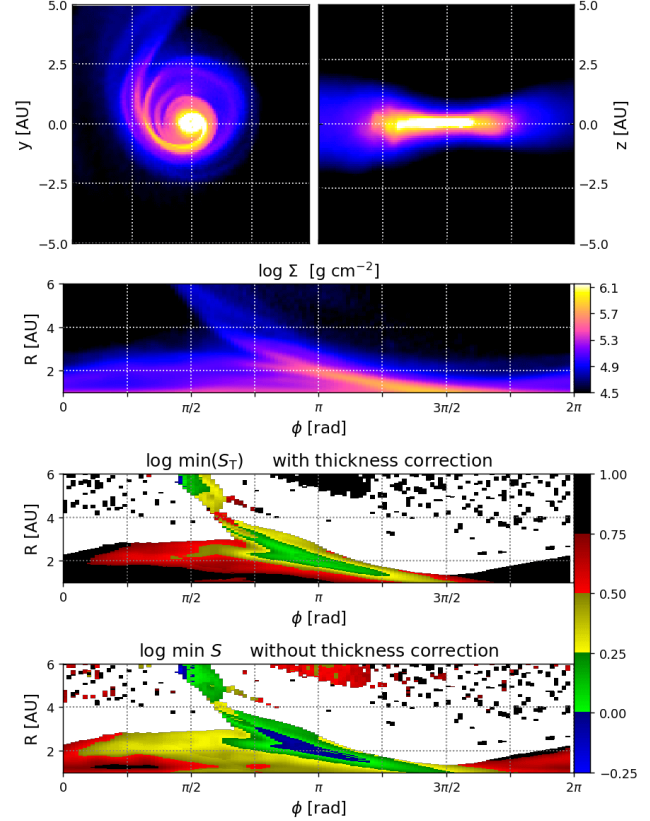 5.0 5.0
2.5 2.5
y [AU] 0.0 0.0 z [AU]
−2.5 −2.5
−5.0 −5.0
log Σ [g cm⁻²]
6 6.1
R [AU] 4 5.7
5.3
2 4.9
4.5
0 π/2 π 3π/2 2π
ϕ [rad]
log min(S_T) with thickness correction
6 1.00
R [AU] 4 0.75
2
0 π/2 π 3π/2 2π 0.50
ϕ [rad]
0.25
log min S without thickness correction
6
0.00
R [AU] 4
2
−0.25
0 π/2 π 3π/2 2π
ϕ [rad]